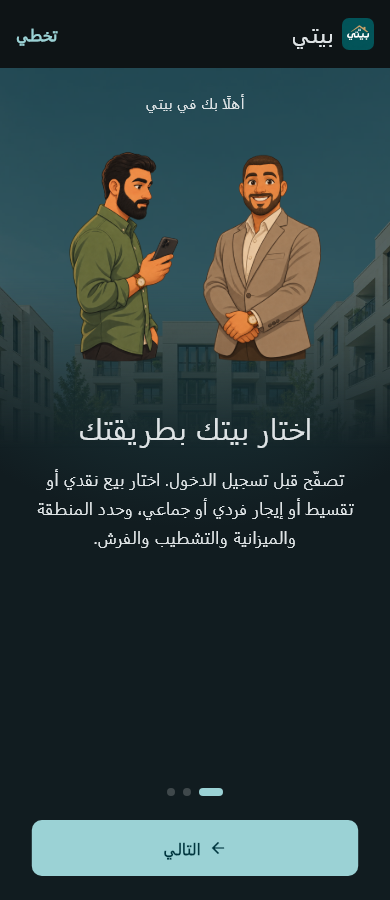 بيتي
بيتي
تخطي
أهلًا بك في بيتي
اختار بيتك بطريقتك
تصفّح قبل تسجيل الدخول. اختار بيع نقدي أو
تقسيط أو إيجار فردي أو جماعي، وحدد المنطقة
والميزانية والتشطيب والفرش.
التالي